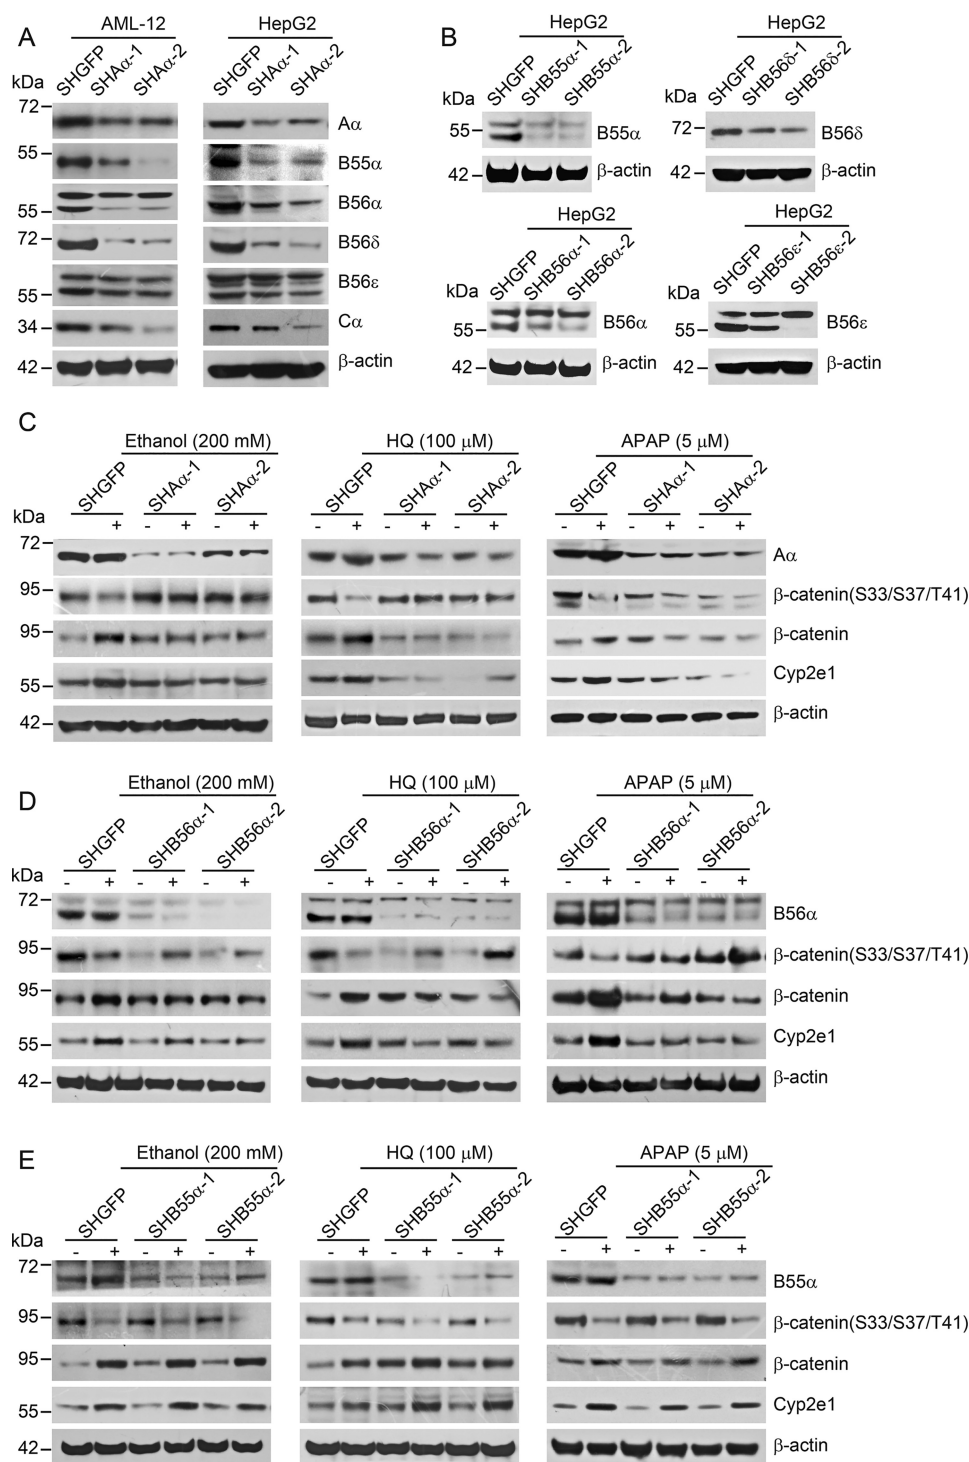 A
AML-12
HepG2
SHGFP
SHAα-1
SHAα-2
SHGFP
SHAα-1
SHAα-2
kDa
72
Aα
55
B55α
55
B56α
72
B56δ
55
B56ε
34
Cα
42
β-actin
B
HepG2
HepG2
SHGFP
SHB55α-1
SHB55α-2
SHGFP
SHB56δ-1
SHB56δ-2
kDa
kDa
55
B55α
72
B56δ
42
β-actin
42
β-actin
HepG2
HepG2
SHGFP
SHB56α-1
SHB56α-2
SHGFP
SHB56ε-1
SHB56ε-2
kDa
kDa
55
B56α
55
B56ε
42
β-actin
42
β-actin
C
Ethanol (200 mM)
HQ (100 μM)
APAP (5 μM)
SHGFP
SHAα-1
SHAα-2
SHGFP
SHAα-1
SHAα-2
SHGFP
SHAα-1
SHAα-2
kDa
- + - + - + - + - + - + - + - + - +
72
Aα
95
β-catenin(S33/S37/T41)
95
β-catenin
55
Cyp2e1
42
β-actin
D
Ethanol (200 mM)
HQ (100 μM)
APAP (5 μM)
SHGFP
SHB56α-1
SHB56α-2
SHGFP
SHB56α-1
SHB56α-2
SHGFP
SHB56α-1
SHB56α-2
kDa
- + - + - + - + - + - + - + - + - +
72
B56α
95
β-catenin(S33/S37/T41)
95
β-catenin
55
Cyp2e1
42
β-actin
E
Ethanol (200 mM)
HQ (100 μM)
APAP (5 μM)
SHGFP
SHB55α-1
SHB55α-2
SHGFP
SHB55α-1
SHB55α-2
SHGFP
SHB55α-1
SHB55α-2
kDa
- + - + - + - + - + - + - + - + - +
72
B55α
95
β-catenin(S33/S37/T41)
95
β-catenin
55
Cyp2e1
42
β-actin